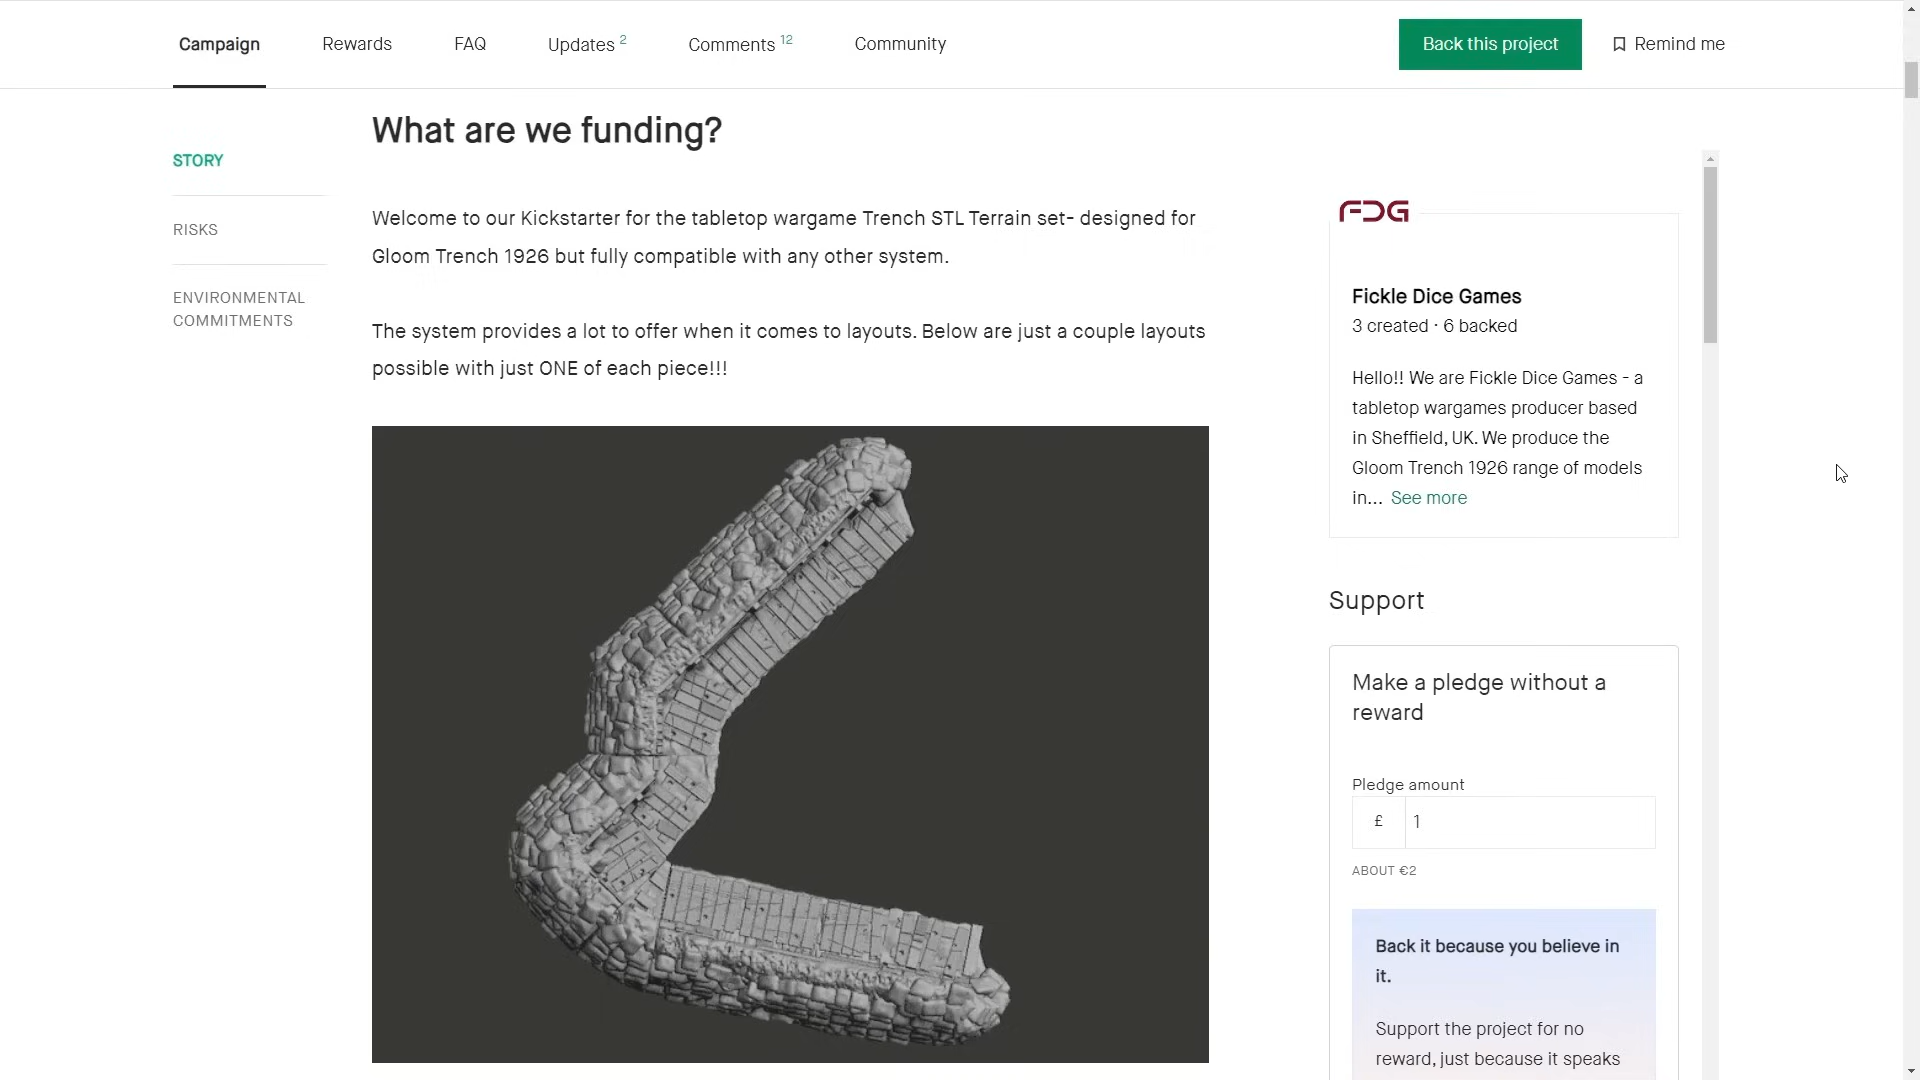 Campaign
Rewards
FAQ
Updates 2
Comments 12
Community
Back this project
Remind me
STORY
RISKS
ENVIRONMENTAL
COMMITMENTS
What are we funding?
Welcome to our Kickstarter for the tabletop wargame Trench STL Terrain set- designed for
Gloom Trench 1926 but fully compatible with any other system.
The system provides a lot to offer when it comes to layouts. Below are just a couple layouts
possible with just ONE of each piece!!!
FDG
Fickle Dice Games
3 created · 6 backed
Hello!! We are Fickle Dice Games - a
tabletop wargames producer based
in Sheffield, UK. We produce the
Gloom Trench 1926 range of models
in... See more
Support
Make a pledge without a
reward
Pledge amount
£ 1
ABOUT €2
Back it because you believe in
it.
Support the project for no
reward, just because it speaks